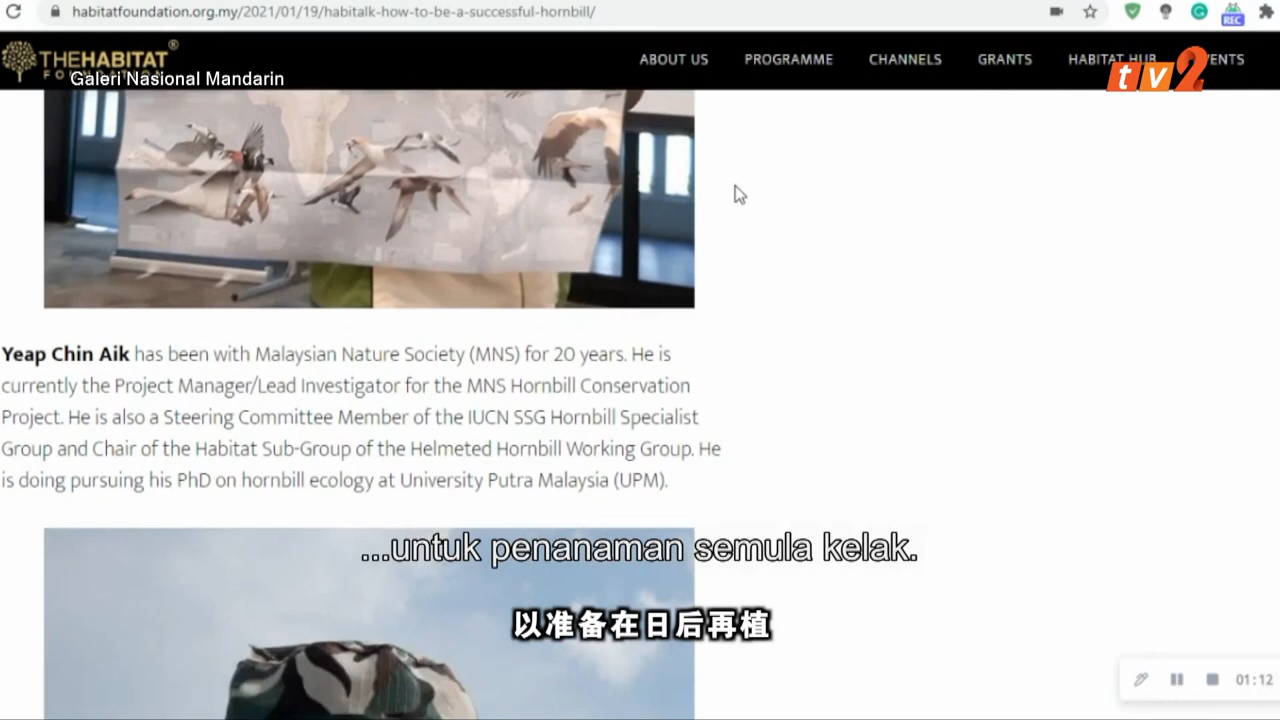 habitatfoundation.org.my/2021/01/19/habitalk-how-to-be-a-successful-hornbill/
REC
THEHABITAT®
Galeri Nasional Mandarin
ABOUT US PROGRAMME CHANNELS GRANTS HABITAT HUB VENTS
tv2
Yeap Chin Aik has been with Malaysian Nature Society (MNS) for 20 years. He is
currently the Project Manager/Lead Investigator for the MNS Hornbill Conservation
Project. He is also a Steering Committee Member of the IUCN SSG Hornbill Specialist
Group and Chair of the Habitat Sub-Group of the Helmeted Hornbill Working Group. He
is doing pursuing his PhD on hornbill ecology at University Putra Malaysia (UPM).
...untuk penanaman semula kelak.
以准备在日后再植
01:12